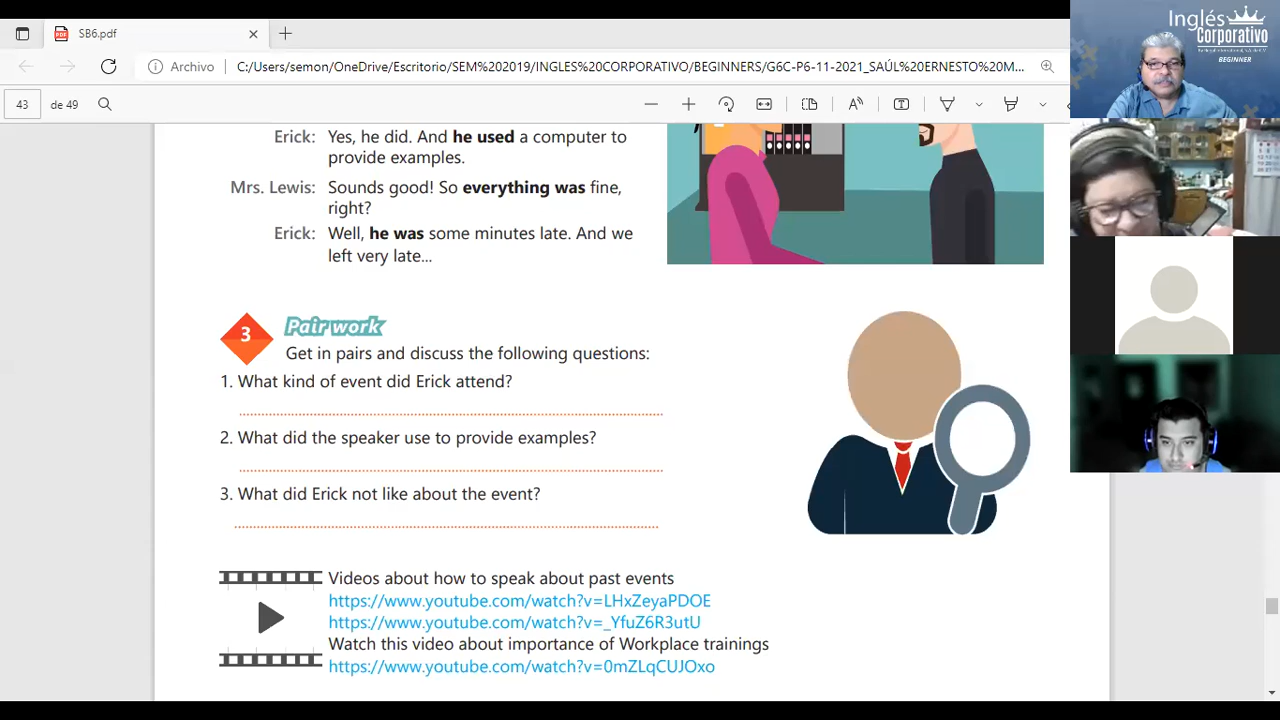 SB6.pdf
Archivo
C:/Users/semon/OneDrive/Escritorio/SEM%2019/INGLES%20CORPORATIVO/BEGINNERS/G6C-P6-11-2021_SAÚL%20ERNESTO%20M...
43 de 49
Inglés
Corporativo
BEGINNER
Erick: Yes, he did. And he used a computer to
provide examples.
Mrs. Lewis: Sounds good! So everything was fine,
right?
Erick: Well, he was some minutes late. And we
left very late...
3 Pair work
Get in pairs and discuss the following questions:
1. What kind of event did Erick attend?
2. What did the speaker use to provide examples?
3. What did Erick not like about the event?
Videos about how to speak about past events
https://www.youtube.com/watch?v=LHxZeyaPDOE
https://www.youtube.com/watch?v=_YfuZ6R3utU
Watch this video about importance of Workplace trainings
https://www.youtube.com/watch?v=0mZLqCUJOxo